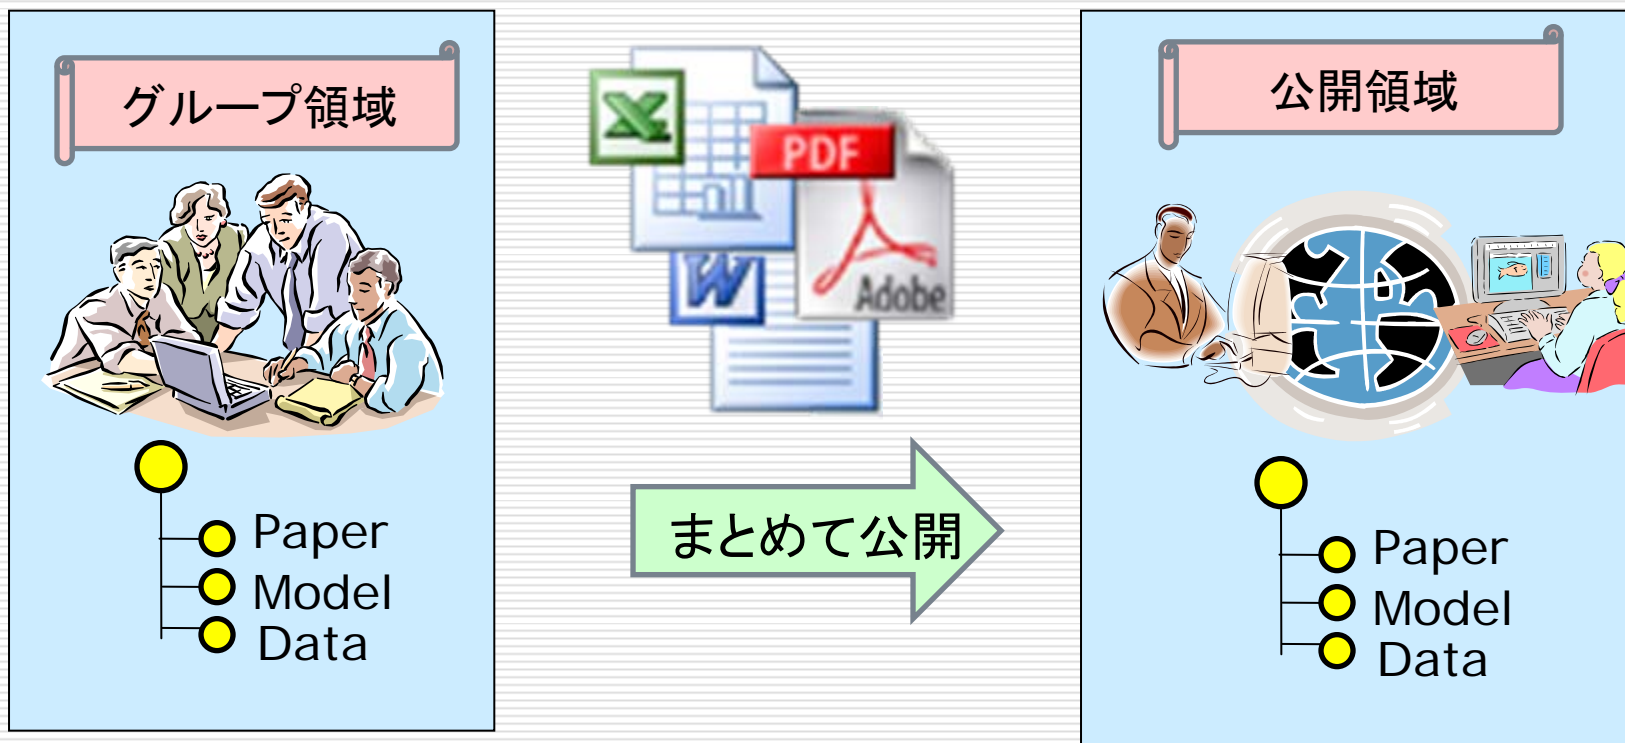 グループ領域
Paper
Model
Data
PDF
Adobe
W
まとめて公開
公開領域
Paper
Model
Data